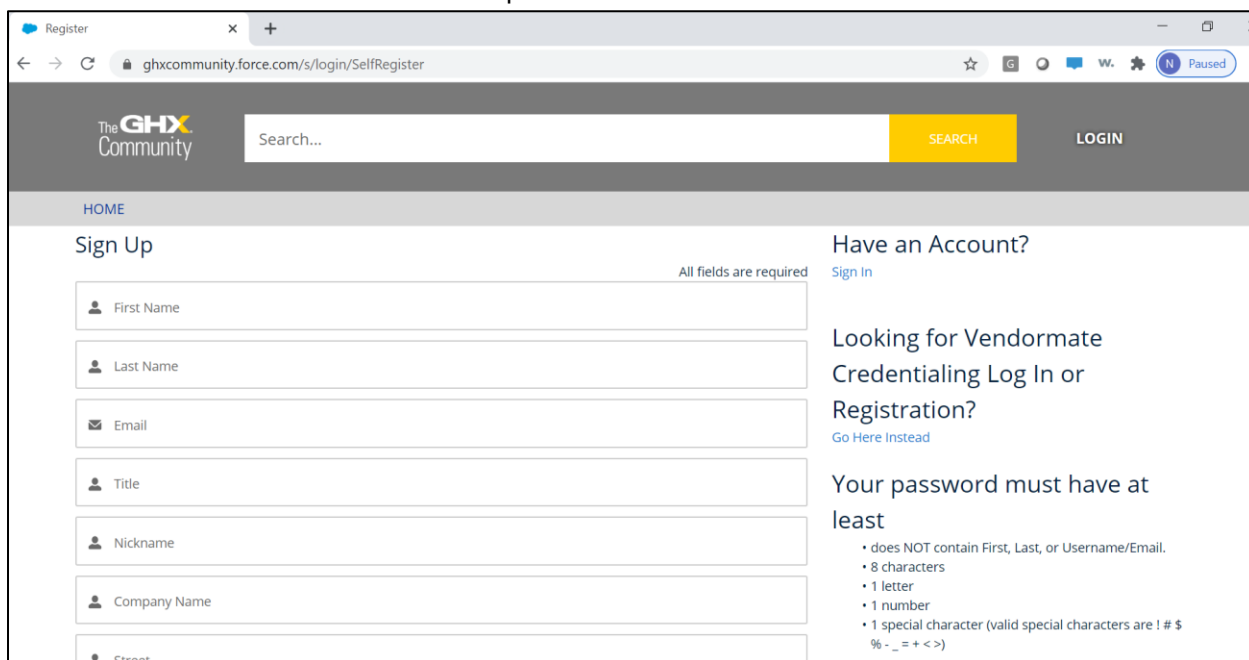 Register
ghxcommunity.force.com/s/login/SelfRegister
G
w.
N Paused
The GHX
Community
Search...
SEARCH
LOGIN
HOME
Sign Up
All fields are required
First Name
Last Name
Email
Title
Nickname
Company Name
Street
Have an Account?
Sign In
Looking for Vendormate
Credentialing Log In or
Registration?
Go Here Instead
Your password must have at
least
• does NOT contain First, Last, or Username/Email.
• 8 characters
• 1 letter
• 1 number
• 1 special character (valid special characters are ! # $
% - _ = + < >)